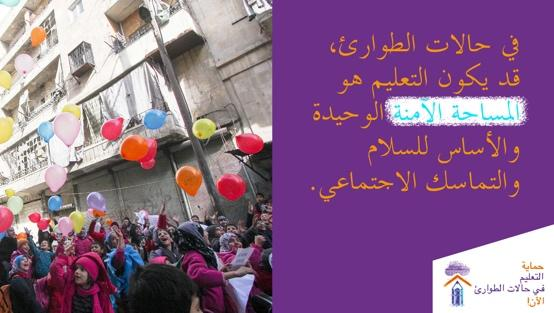 في حالات الطوارئ،
قد يكون التعليم هو
المساحة الآمنة الوحيدة
والأساس للسلام
والتماسك الاجتماعي.
حماية
التعليم
في حالات الطوارئ
الآن!